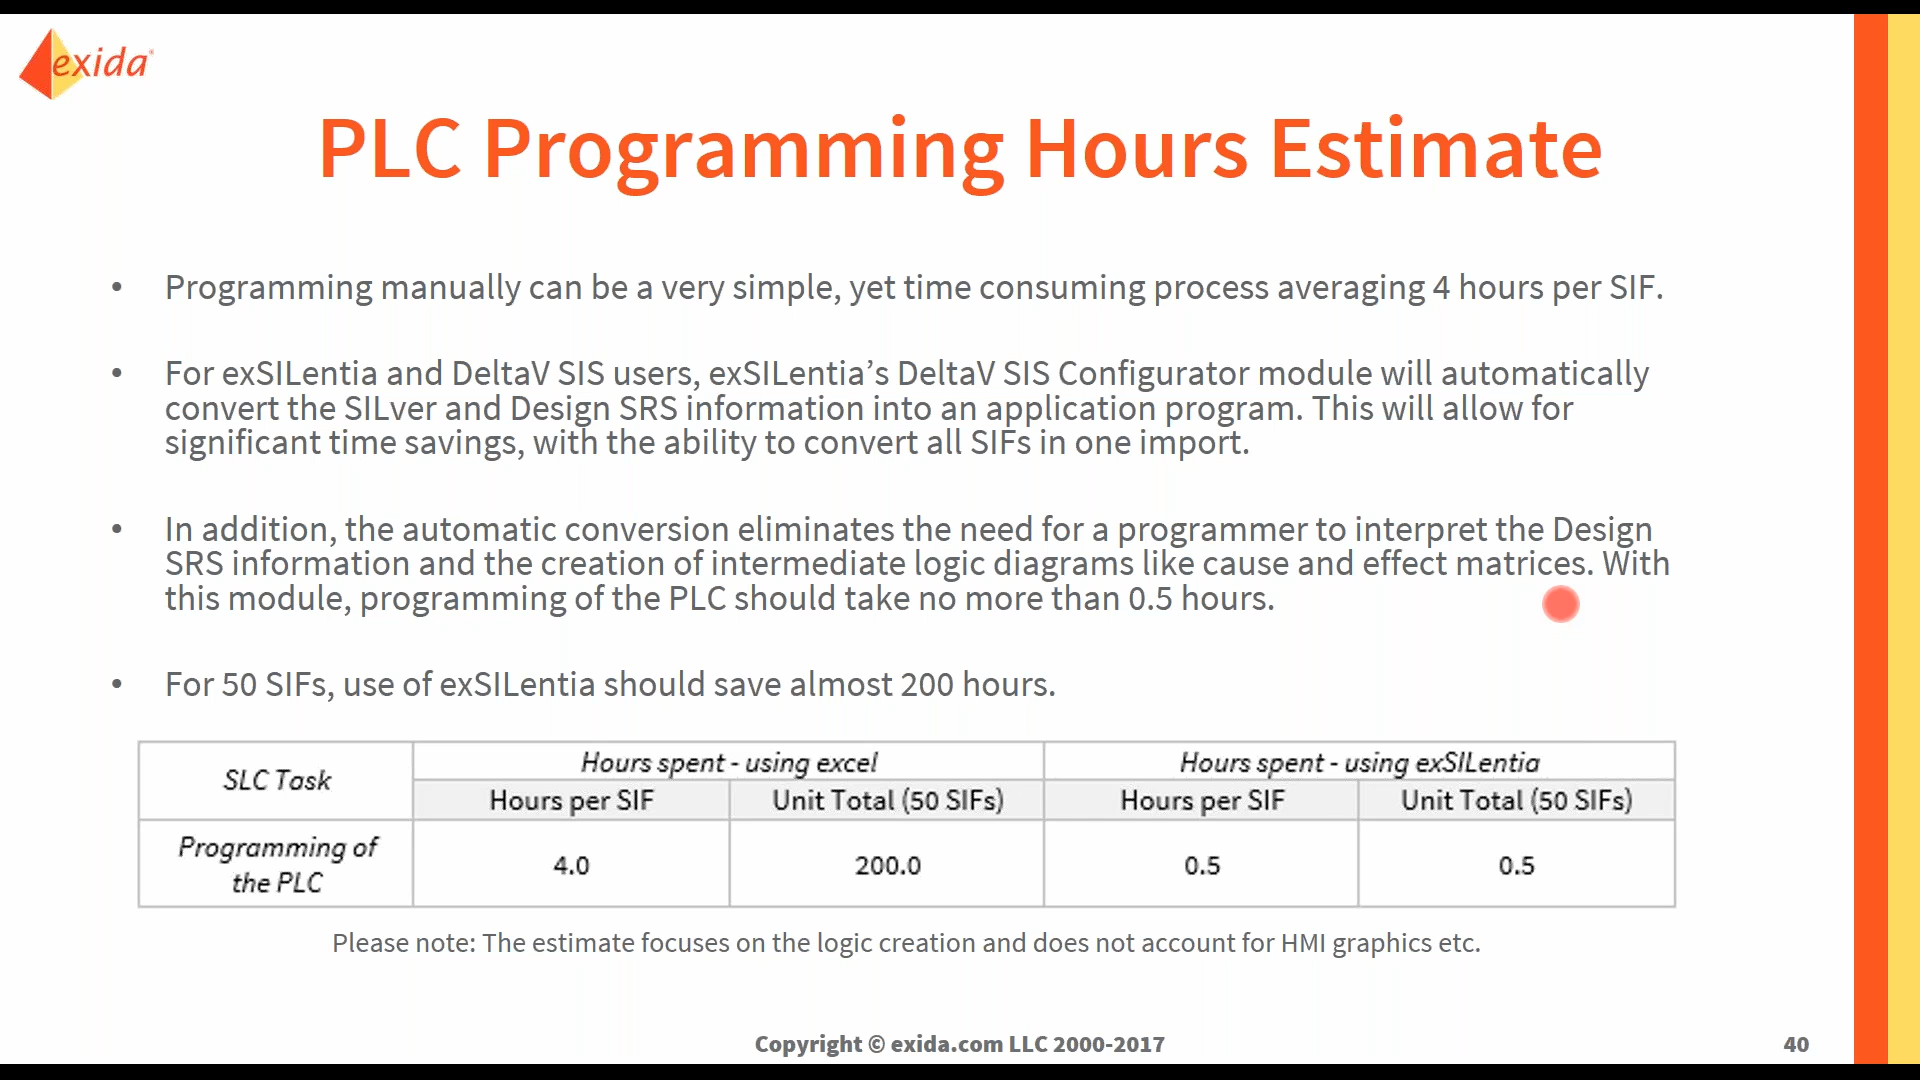 exida
PLC Programming Hours Estimate
• Programming manually can be a very simple, yet time consuming process averaging 4 hours per SIF.
• For exSILentia and DeltaV SIS users, exSILentia’s DeltaV SIS Configurator module will automatically
convert the SILver and Design SRS information into an application program. This will allow for
significant time savings, with the ability to convert all SIFs in one import.
• In addition, the automatic conversion eliminates the need for a programmer to interpret the Design
SRS information and the creation of intermediate logic diagrams like cause and effect matrices. With
this module, programming of the PLC should take no more than 0.5 hours.
• For 50 SIFs, use of exSILentia should save almost 200 hours.
SLC Task
Hours spent - using excel
Hours spent - using exSILentia
Hours per SIF
Unit Total (50 SIFs)
Hours per SIF
Unit Total (50 SIFs)
Programming of
the PLC
4.0
200.0
0.5
0.5
Please note: The estimate focuses on the logic creation and does not account for HMI graphics etc.
Copyright © exida.com LLC 2000-2017
40